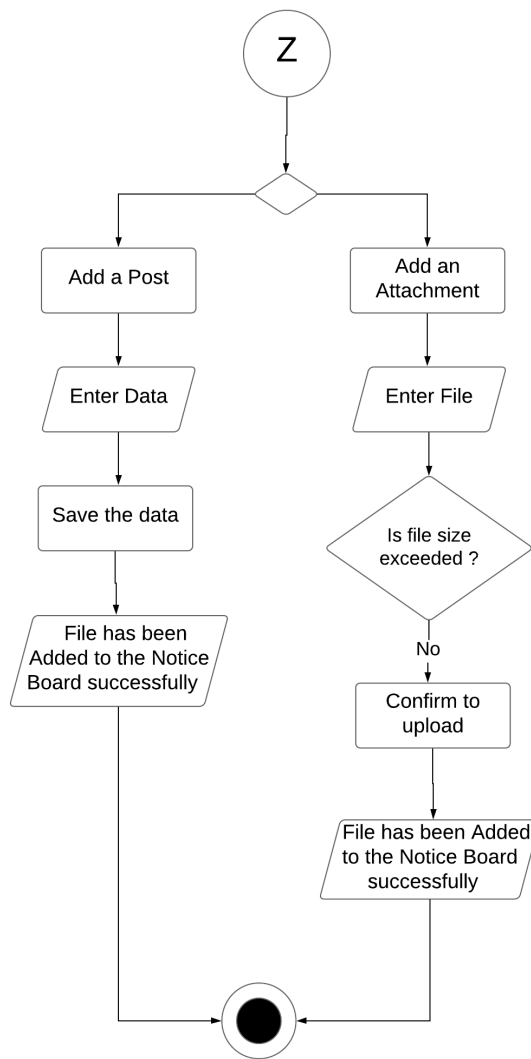 Z
Add a Post
Enter Data
Save the data
File has been
Added to the Notice
Board successfully
Add an
Attachment
Enter File
Is file size
exceeded ?
No
Confirm to
upload
File has been Added
to the Notice Board
successfully